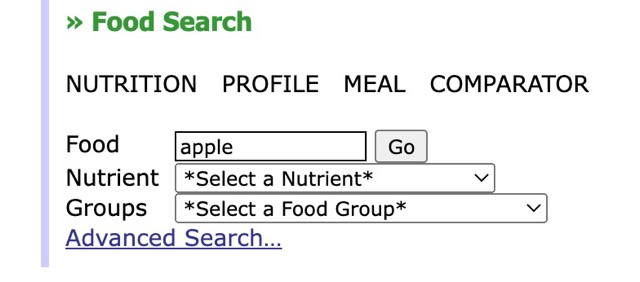 » Food Search
NUTRITION PROFILE MEAL COMPARATOR
Food apple Go
Nutrient *Select a Nutrient*
Groups *Select a Food Group*
Advanced Search...